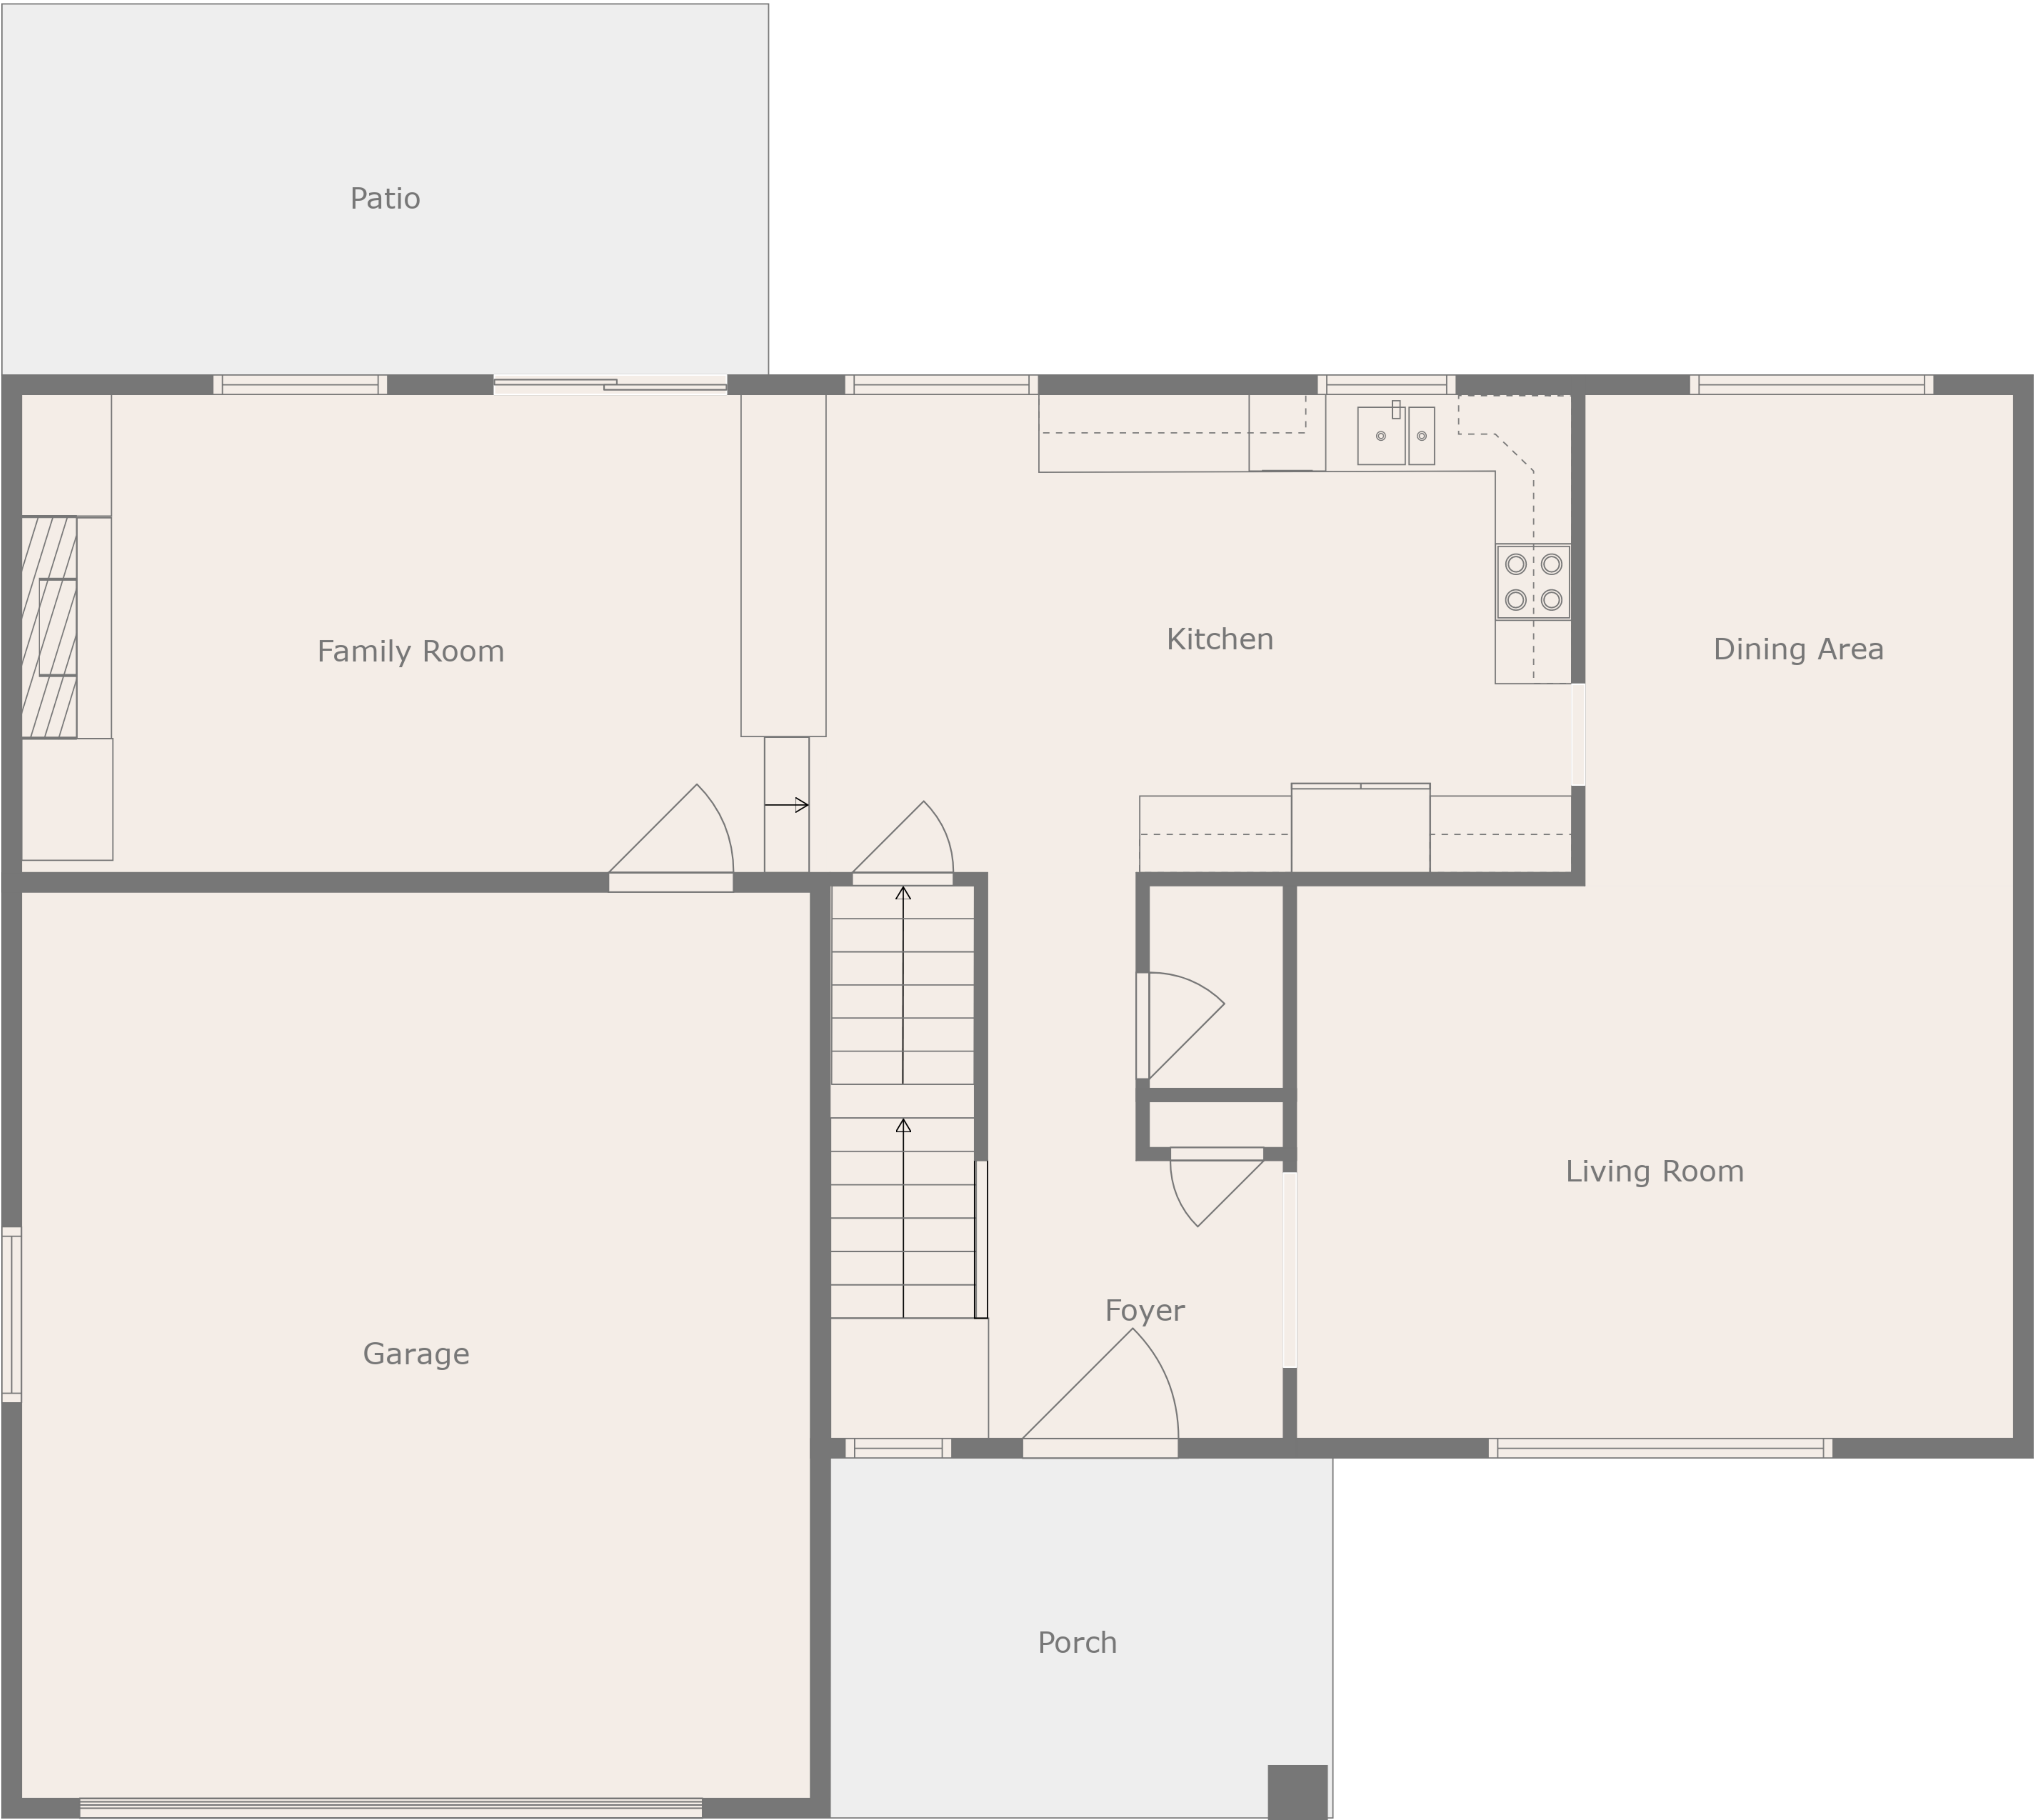 Patio
Family Room
Kitchen
Dining Area
Living Room
Foyer
Garage
Porch